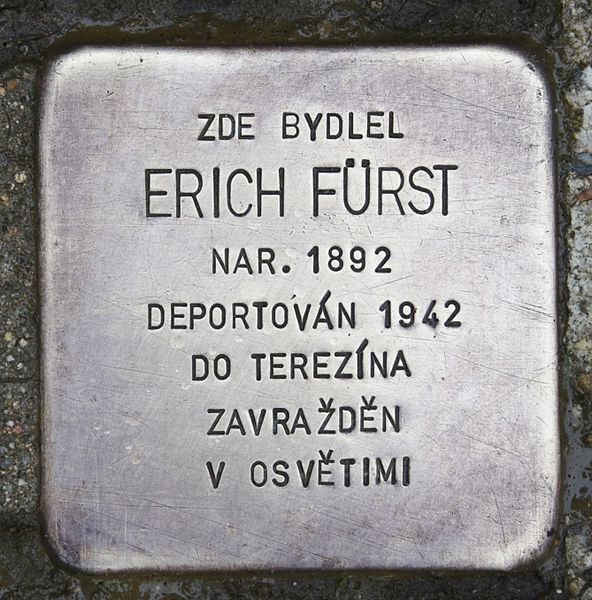 ZDE BYDLEL
ERICH FÜRST
NAR. 1892
DEPORTOVÁN 1942
DO TEREZÍNA
ZAVRAŽDĚN
V OSVĚTIMI